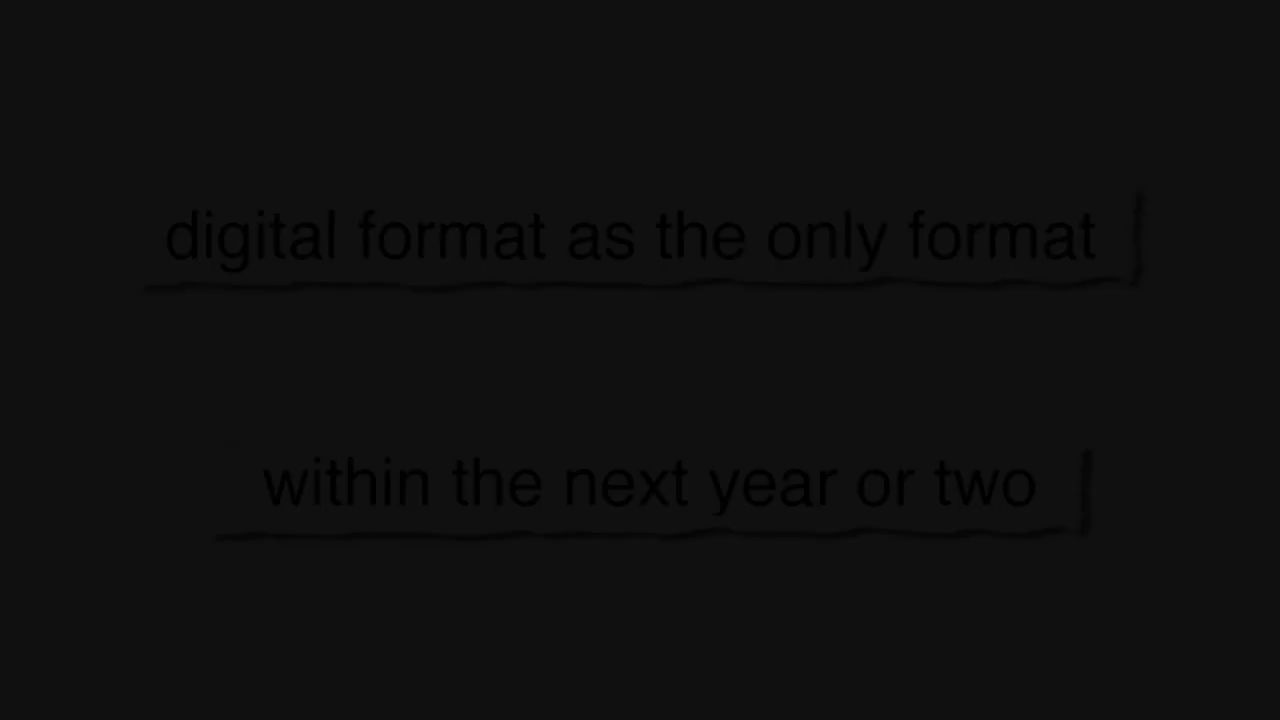 digital format as the only format
within the next year or two